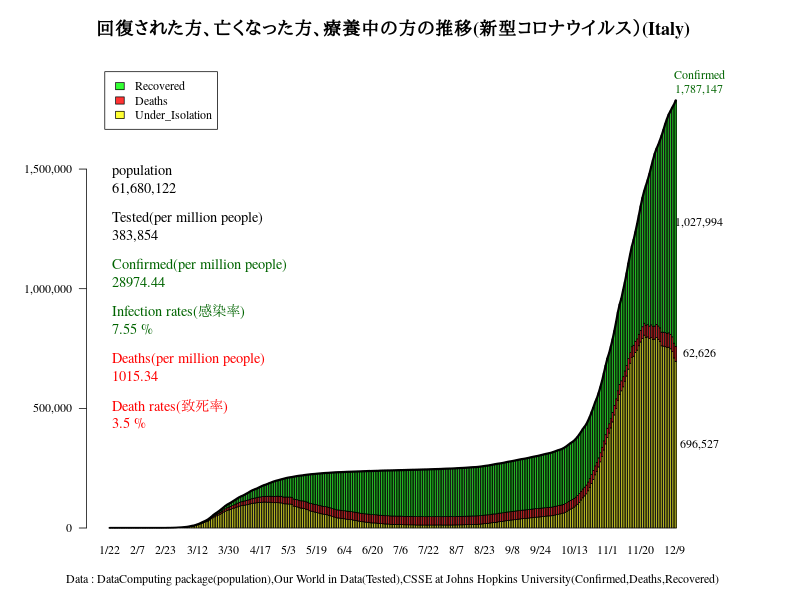 回復された方、亡くなった方、療養中の方の推移(新型コロナウイルス）(Italy)
Confirmed
1,787,147
Recovered
Deaths
Under_Isolation
population
61,680,122
Tested(per million people)
383,854
Confirmed(per million people)
28974.44
Infection rates(感染率)
7.55 %
Deaths(per million people)
1015.34
Death rates(致死率)
3.5 %
1,500,000
1,000,000
500,000
0
1,027,994
62,626
696,527
1/22 2/7 2/23 3/12 3/30 4/17 5/3 5/19 6/4 6/20 7/6 7/22 8/7 8/23 9/8 9/24 10/13 11/1 11/20 12/9
Data : DataComputing package(population),Our World in Data(Tested),CSSE at Johns Hopkins University(Confirmed,Deaths,Recovered)